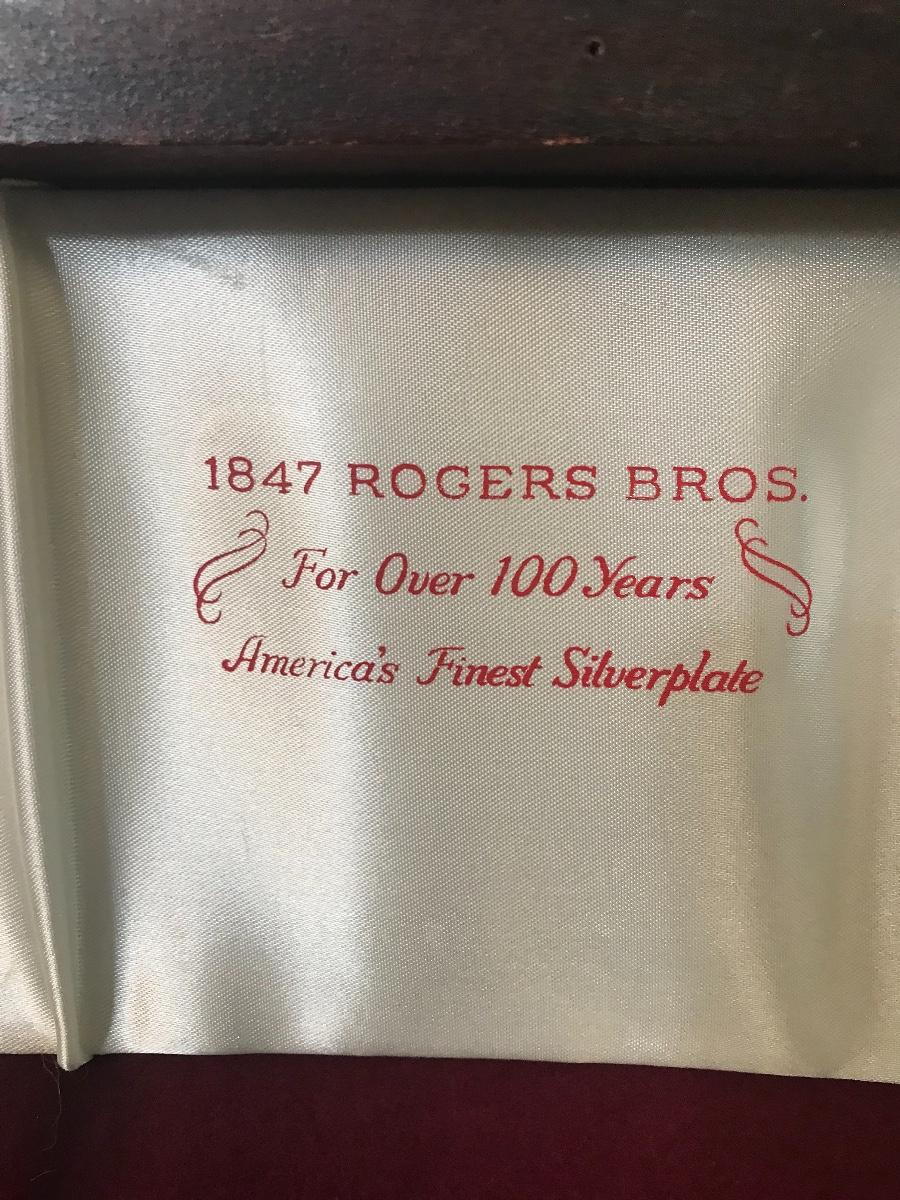 1847 ROGERS BROS.
For Over 100 Years
America's Finest Silverplate